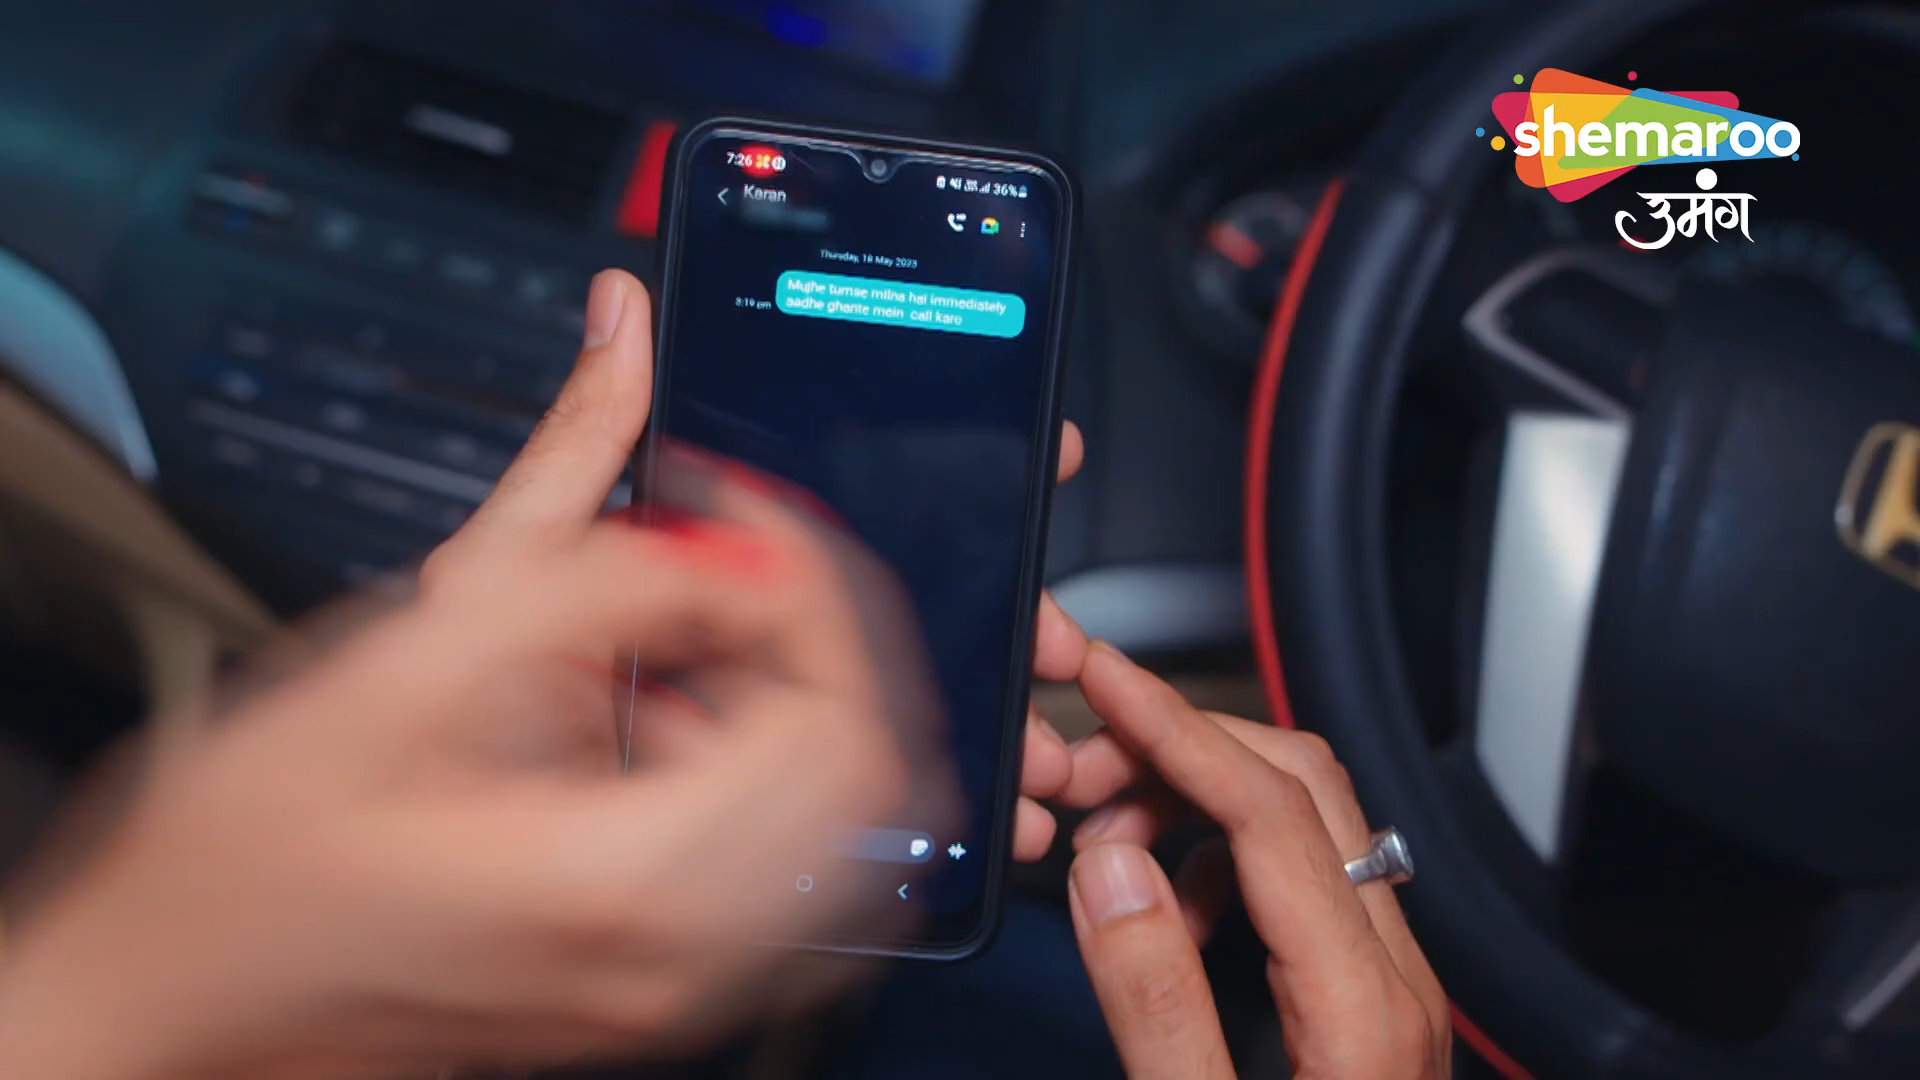 shemaroo
उमंग
7:26
36%
Karan
Thursday, 18 May 2023
Mujhe tumse milna hai immediately
aadhe ghante mein call karo
8:19 pm